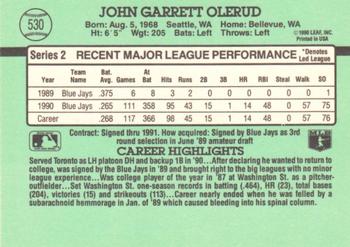 530
JOHN GARRETT OLERUD
Born: Aug. 5, 1968 Seattle, WA Home: Bellevue, WA
Ht: 6' 5" Wgt: 205 Bats: Left Throws: Left
© 1990 LEAF, INC.
Printed in USA
Series 2 RECENT MAJOR LEAGUE PERFORMANCE *Denotes Led League
Year Team Name Bat Avg G At Bat R Hits 2B 3B HR RBI Steal Walk SO
1989 Blue Jays .375 6 8 2 3 0 0 0 0 0 0 1
1990 Blue Jays .265 111 358 43 95 15 1 14 48 0 57 75
Career .268 117 366 45 98 15 1 14 48 0 57 76
Contract: Signed thru 1991. How acquired: Signed by Blue Jays as 3rd
round selection in June '89 amateur draft
CAREER HIGHLIGHTS
Served Toronto as LH platoon DH and backup 1B in '90...After declaring he wanted to return to
college, was signed by the Blue Jays in '89 and brought right to the big leagues with no minor
league experience...Was college player of the year in '87 at Washington St. as a pitcher-
outfielder...Set Washington St. one-season records in batting (.464), HR (23), total bases
(204), victories (15) and strikeouts (113)...Career nearly ended when he was felled by a
subarachnoid hemmorage in Jan. of '89 which caused bleeding into his spinal column.